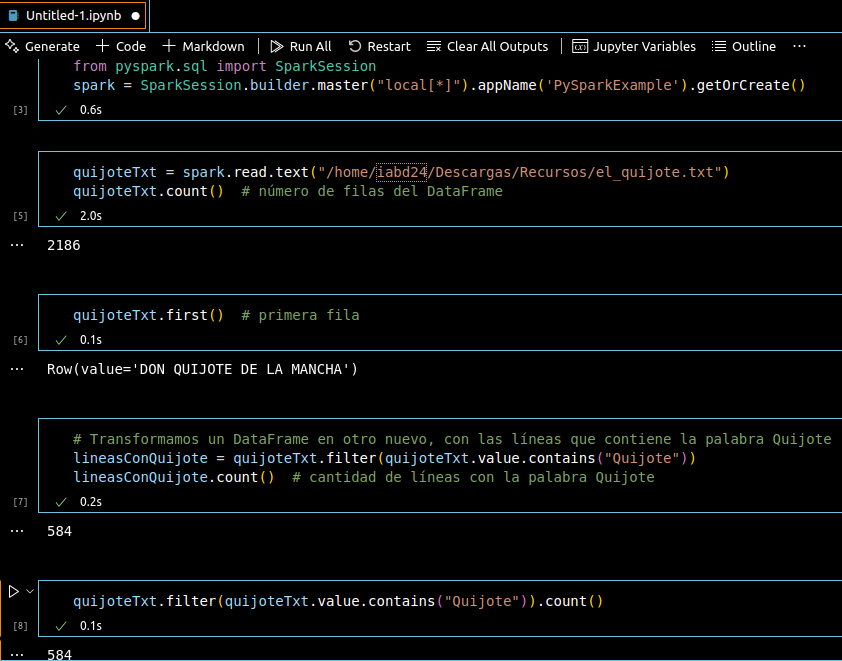 Untitled-1.ipynb
Generate + Code + Markdown Run All Restart Clear All Outputs Jupyter Variables Outline ...
from pyspark.sql import SparkSession
spark = SparkSession.builder.master("local[*]").appName('PySparkExample').getOrCreate()
[3] 0.6s
quijoteTxt = spark.read.text("/home/iabd24/Descargas/Recursos/el_quijote.txt")
quijoteTxt.count()  # número de filas del DataFrame
[5] 2.0s
... 2186
quijoteTxt.first()  # primera fila
[6] 0.1s
... Row(value='DON QUIJOTE DE LA MANCHA')
# Transformamos un DataFrame en otro nuevo, con las líneas que contiene la palabra Quijote
lineasConQuijote = quijoteTxt.filter(quijoteTxt.value.contains("Quijote"))
lineasConQuijote.count()  # cantidad de líneas con la palabra Quijote
[7] 0.2s
... 584
quijoteTxt.filter(quijoteTxt.value.contains("Quijote")).count()
[8] 0.1s
... 584